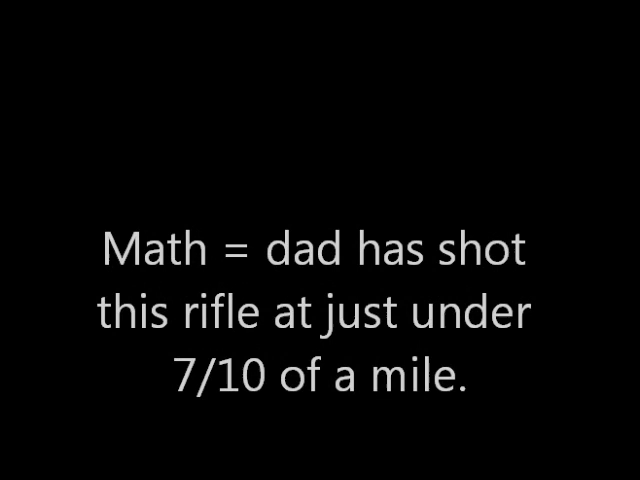 Math = dad has shot
this rifle at just under
7/10 of a mile.